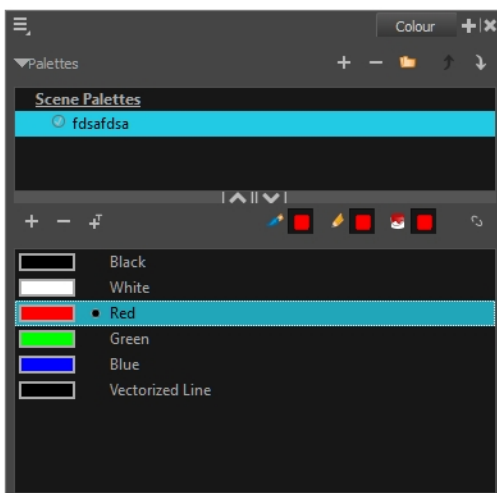 Colour
Palettes
Scene Palettes
fdsafdsa
Black
White
Red
Green
Blue
Vectorized Line